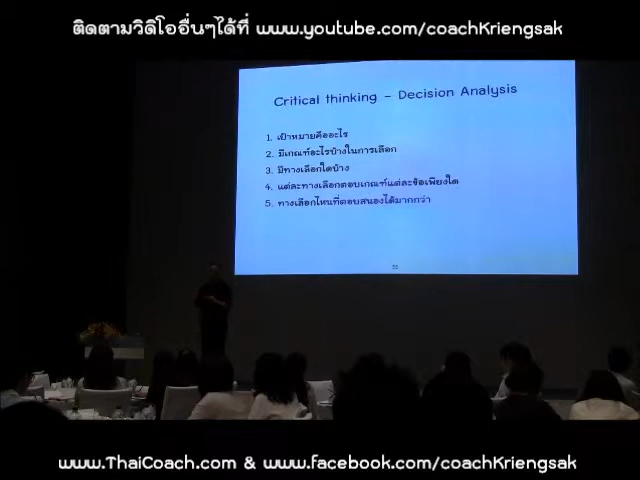 ติดตามวิดิโออื่นๆได้ที่ www.youtube.com/coachKriengsak
Critical thinking - Decision Analysis
1. เป้าหมายคืออะไร
2. มีเกณฑ์อะไรบ้างในการเลือก
3. มีทางเลือกใดบ้าง
4. แต่ละทางเลือกตอบเกณฑ์แต่ละข้อเพียงใด
5. ทางเลือกไหนที่ตอบสนองได้มากกว่า
www.ThaiCoach.com & www.facebook.com/coachKriengsak